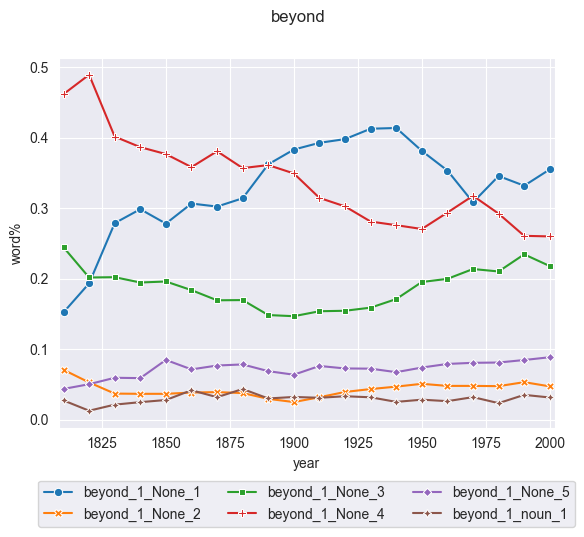 beyond
0.5
0.4
0.3
0.2
0.1
0.0
word%
1825 1850 1875 1900 1925 1950 1975 2000
year
beyond_1_None_1 beyond_1_None_3 beyond_1_None_5
beyond_1_None_2 beyond_1_None_4 beyond_1_noun_1